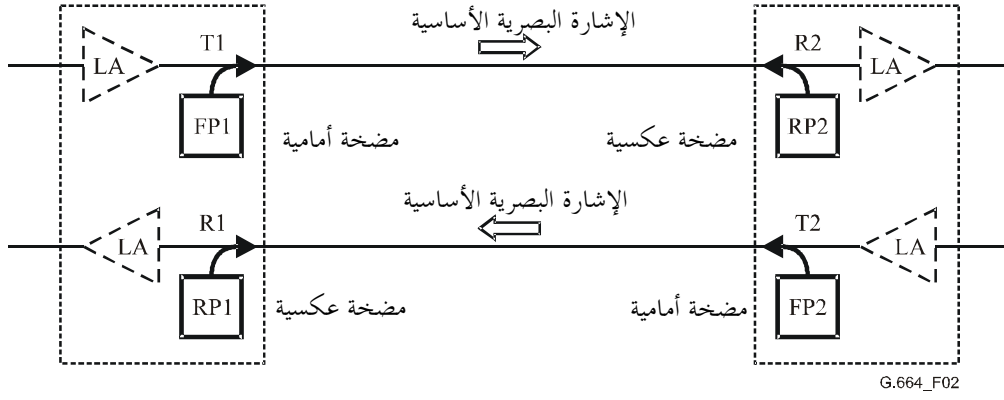 الإشارة البصرية الأساسية
T1
R2
LA
LA
FP1
RP2
مضخة أمامية
مضخة عكسية
الإشارة البصرية الأساسية
R1
T2
LA
LA
RP1
FP2
مضخة عكسية
مضخة أمامية
G.664_F02